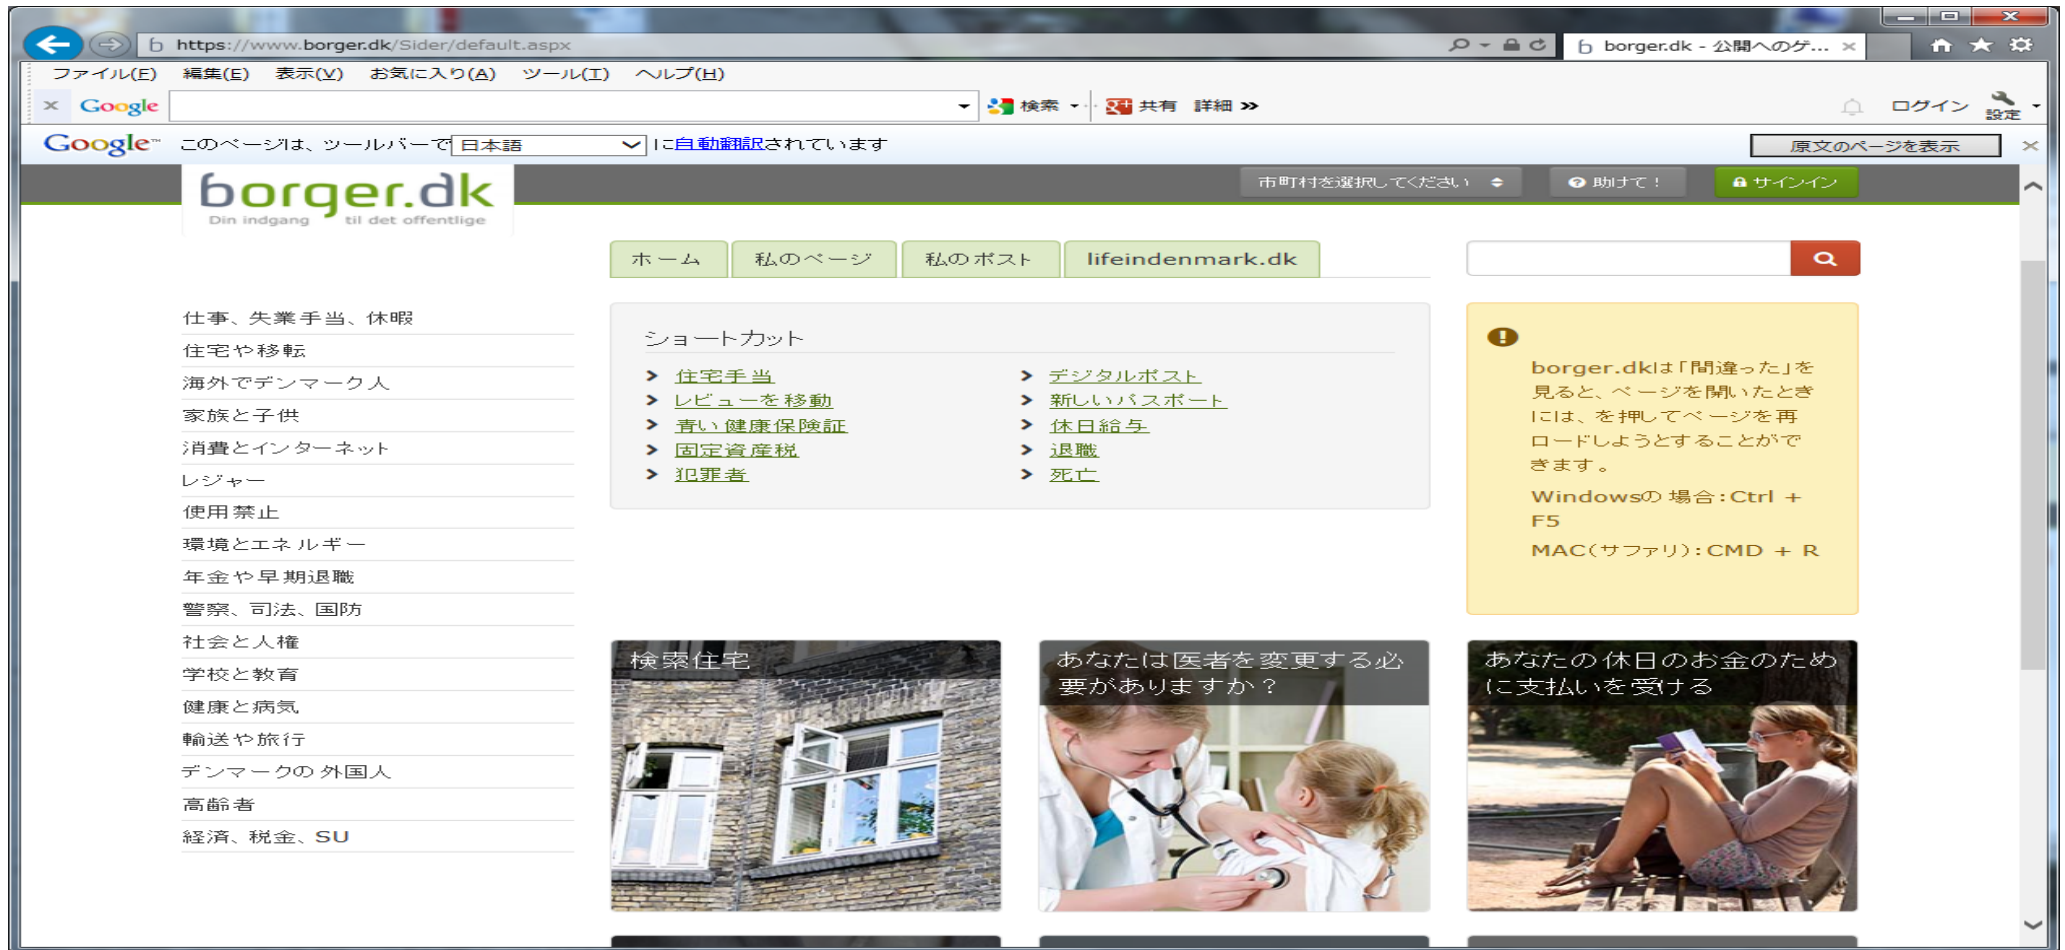 https://www.borger.dk/Sider/default.aspx
borger.dk - 公開へのゲ...
ファイル(F) 編集(E) 表示(V) お気に入り(A) ツール(T) ヘルプ(H)
Google 検索 共有 詳細 » ログイン 設定
Google™ このページは、ツールバーで 日本語 に自動翻訳されています 原文のページを表示
borger.dk
Din indgang til det offentlige
市町村を選択してください 助けて! サインイン
ホーム 私のページ 私のポスト lifeindenmark.dk
仕事、失業手当、休暇
住宅や移転
海外でデンマーク人
家族と子供
消費とインターネット
レジャー
使用禁止
環境とエネルギー
年金や早期退職
警察、司法、国防
社会と人権
学校と教育
健康と病気
輸送や旅行
デンマークの外国人
高齢者
経済、税金、SU
ショートカット
住宅手当
レビューを移動
青い健康保険証
固定資産税
犯罪者
デジタルポスト
新しいパスポート
休日給与
退職
死亡
borger.dkは「間違った」を
見ると、ページを開いたとき
には、を押してページを再
ロードしようとすることがで
きます。
Windowsの場合:Ctrl +
F5
MAC(サファリ):CMD + R
検索住宅
あなたは医者を変更する必
要がありますか?
あなたの休日のお金のため
に支払いを受ける